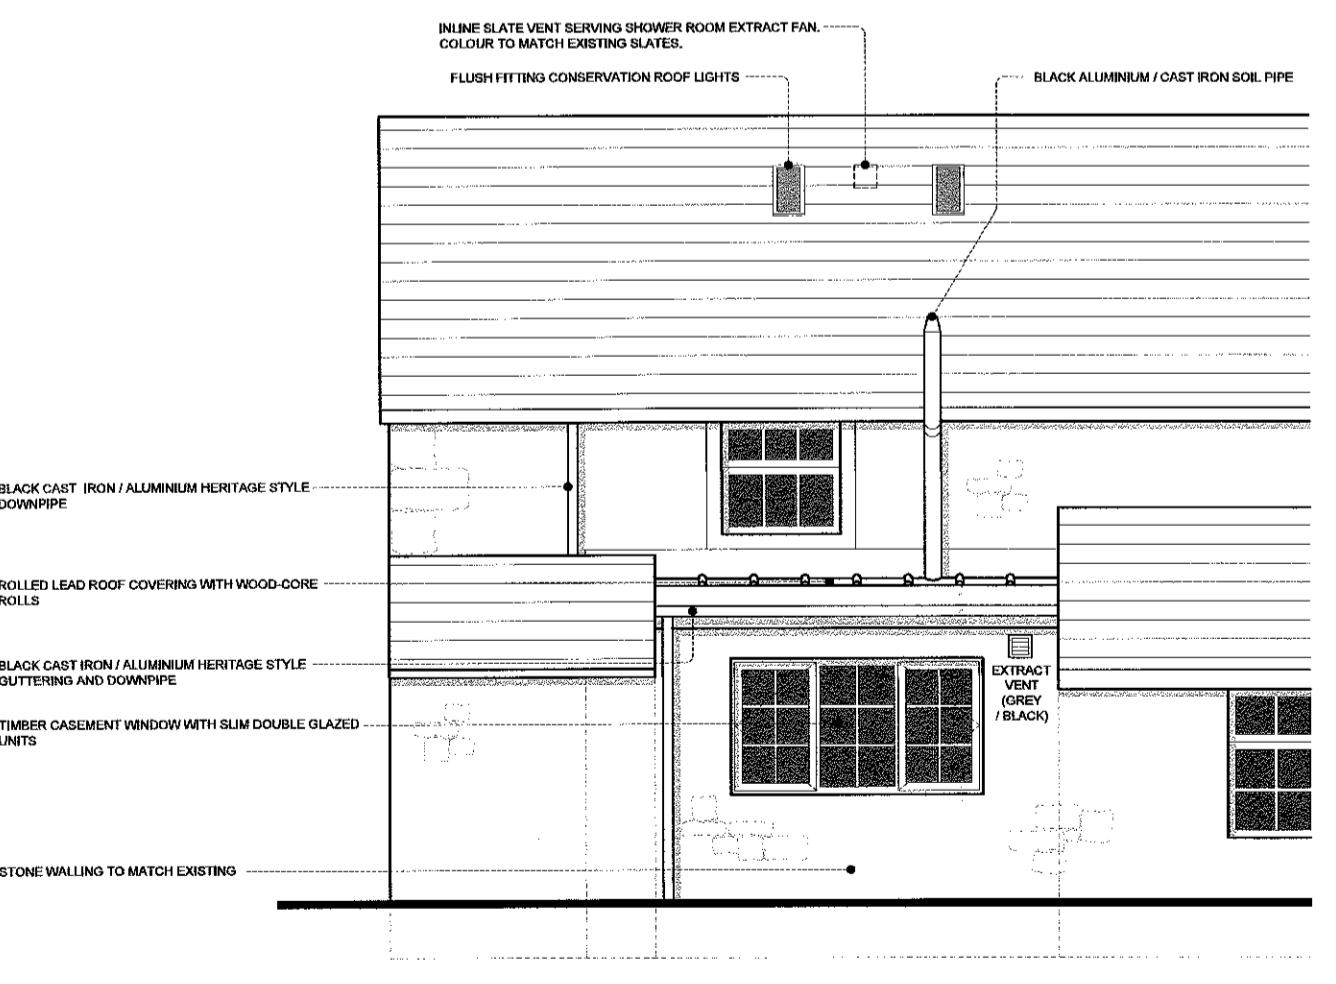 INLINE SLATE VENT SERVING SHOWER ROOM EXTRACT FAN.
COLOUR TO MATCH EXISTING SLATES.
FLUSH FITTING CONSERVATION ROOF LIGHTS
BLACK ALUMINIUM / CAST IRON SOIL PIPE
BLACK CAST IRON / ALUMINIUM HERITAGE STYLE
DOWNPIPE
ROLLED LEAD ROOF COVERING WITH WOOD-CORE
ROLLS
BLACK CAST IRON / ALUMINIUM HERITAGE STYLE
GUTTERING AND DOWNPIPE
EXTRACT
VENT
(GREY
/ BLACK)
TIMBER CASEMENT WINDOW WITH SLIM DOUBLE GLAZED
UNITS
STONE WALLING TO MATCH EXISTING